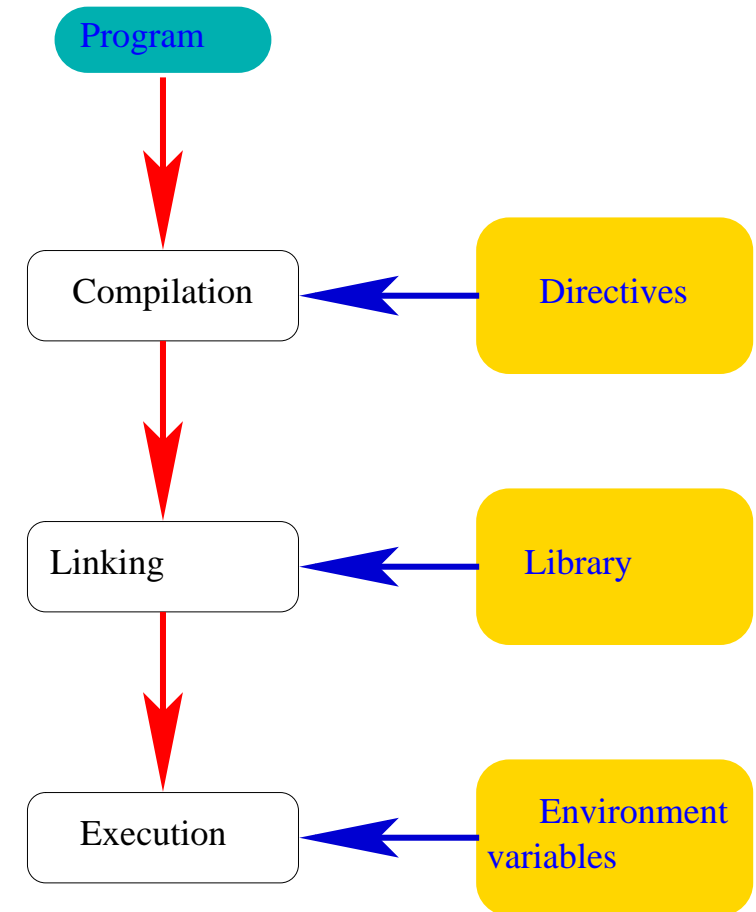 Program
Compilation
Directives
Linking
Library
Execution
Environment
variables